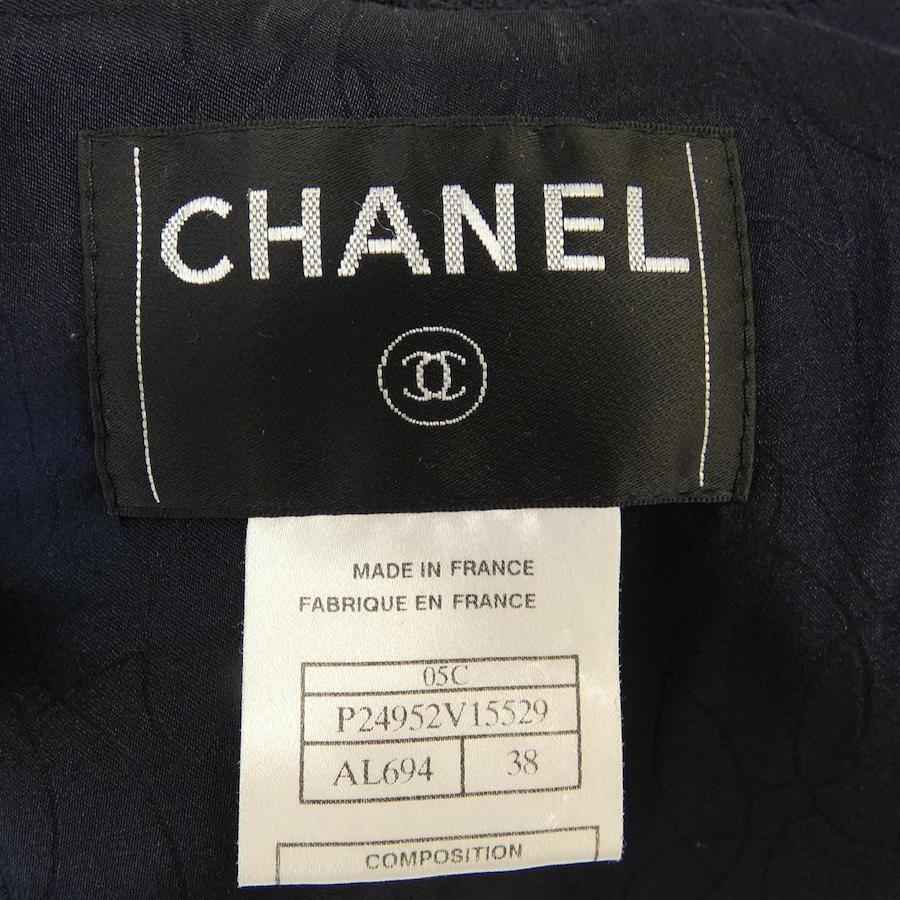 CHANEL
MADE IN FRANCE
FABRIQUE EN FRANCE
05C
P24952V15529
AL694 38
COMPOSITION